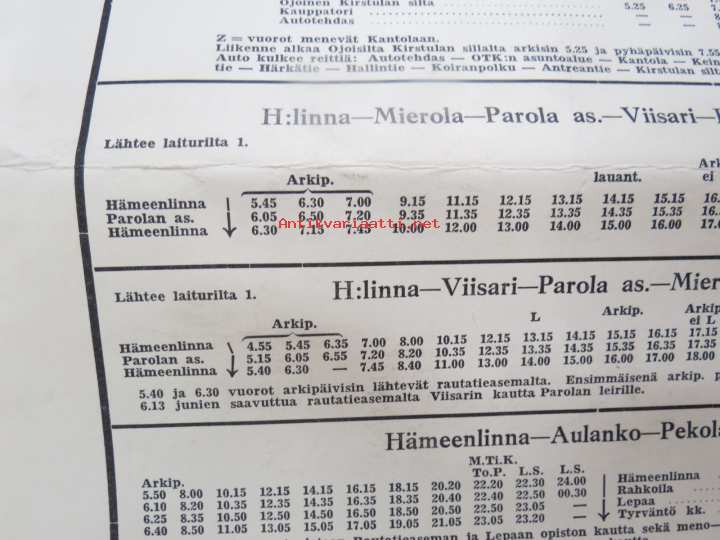 Ojoinen Kirstulan silta 5.25 6.25
Kauppatori — —
Autotehdas — —
Z = vuorot menevät Kantolaan.
Liikenne alkaa Ojoisilta Kirstulan sillalta arkisin 5.25 ja pyhäpäivisin 7.55
Auto kulkee reittiä: Autotehdas — OTK:n asuntoalue — Kantola —
tie — Härkätie — Hallintie — Koiranpolku — Antreantie — Kirstulan
H:linna—Mierola—Parola as.—Viisari—
Lähtee laiturilta 1.
Arkip. lauant. ei
Hämeenlinna 5.45 6.30 7.00 9.15 11.15 12.15 13.15 14.15 15.15
Parolan as. 6.05 6.50 7.20 9.35 11.35 12.35 13.35 14.35 15.35
Hämeenlinna 6.30 7.15 7.45 10.00 12.00 13.00 14.00 15.00 16.00
Antikvariaatti.net
Lähtee laiturilta 1.
H:linna—Viisari—Parola as.—
Arkip. L Arkip. ei L
Hämeenlinna 4.55 5.45 6.35 7.00 8.00 10.15 12.15 13.15 14.15 15.15 16.15 17.15
Parolan as. 5.15 6.05 6.55 7.20 8.20 10.35 12.35 13.35 14.35 15.35 16.35 17.35
Hämeenlinna 5.40 6.30 — 7.45 8.40 11.00 13.00 14.00 15.00 16.00 17.00 18.00
5.40 ja 6.30 vuorot arkipäivisin lähtevät rautatieasemalta. Ensimmäisenä arkip.
6.13 junien saavuttua rautatieasemalta Viisarin kautta Parolan leirille.
Hämeenlinna—Aulanko—
M.Ti.K.
Arkip. To.P. L.S. L.S.
5.50 8.00 10.15 12.15 14.15 16.15 18.15 20.20 22.20 22.30 24.00 Hämeenlinna
6.10 8.20 10.35 12.35 14.35 16.35 18.35 20.40 22.40 22.50 00.30 Rahkoila
6.25 8.35 10.50 12.50 14.50 16.50 18.50 20.50 22.50 23.05 — Lepaa
6.40 8.50 11.05 13.05 15.05 17.05 19.05 21.05 23.05 23.20 — Tyrväntö kk.
Rautatieaseman ja Lepaan opiston kautta sekä